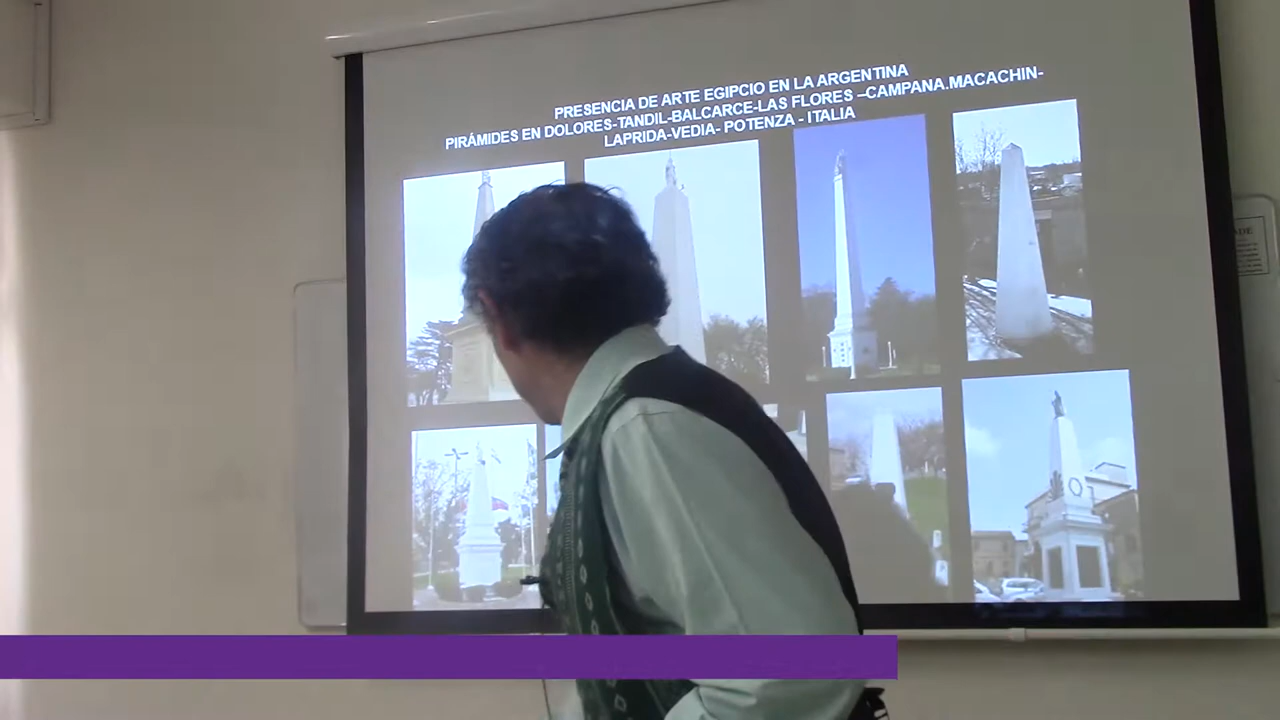 PRESENCIA DE ARTE EGIPCIO EN LA ARGENTINA
PIRÁMIDES EN DOLORES-TANDIL-BALCARCE-LAS FLORES –CAMPANA.MACACHIN-
LAPRIDA-VEDIA- POTENZA - ITALIA